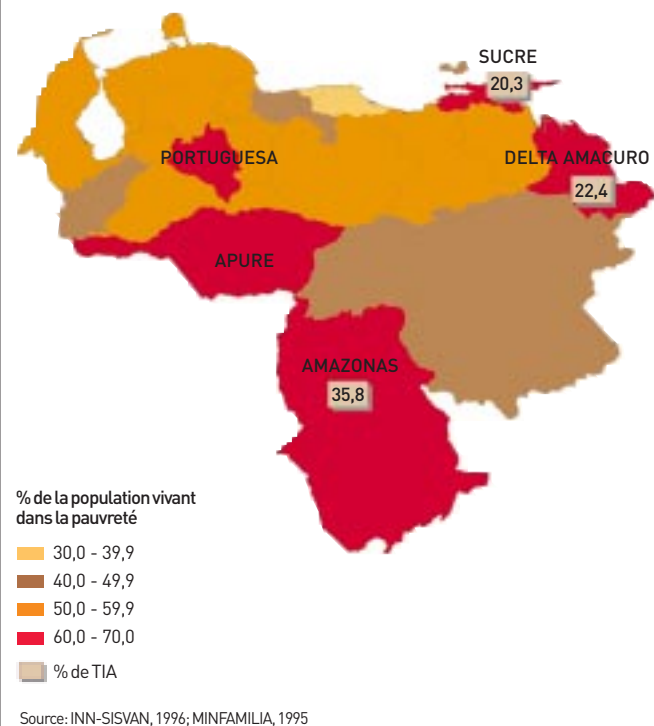 SUCRE
20,3
PORTUGUESA
DELTA AMACURO
22,4
APURE
AMAZONAS
35,8
% de la population vivant
dans la pauvreté
30,0 - 39,9
40,0 - 49,9
50,0 - 59,9
60,0 - 70,0
% de TIA
Source: INN-SISVAN, 1996; MINFAMILIA, 1995